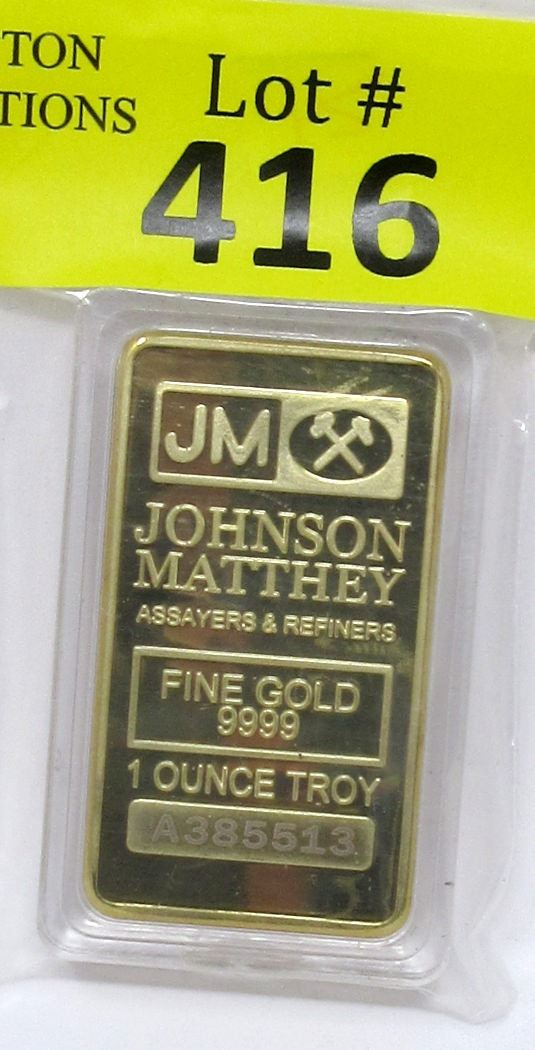 TON
TIONS
Lot #
416
JM
JOHNSON
MATTHEY
ASSAYERS & REFINERS
FINE GOLD
9999
1 OUNCE TROY
A385513